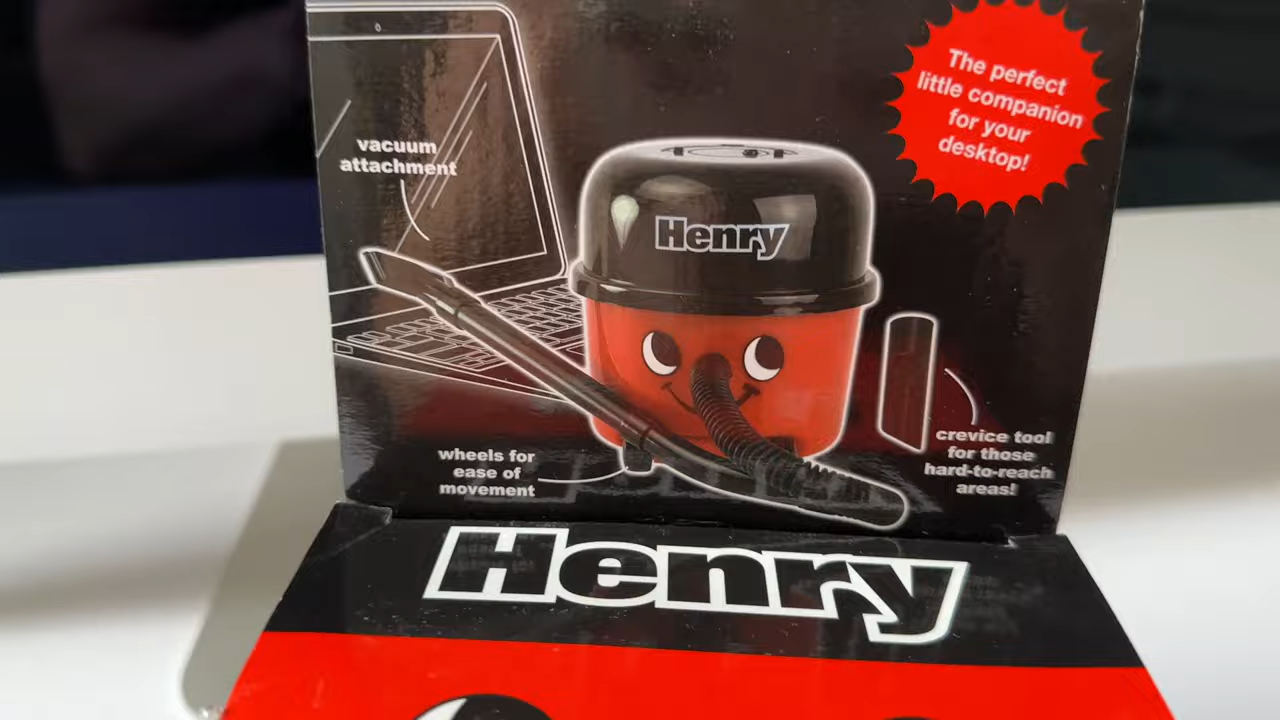 The perfect
little companion
for your
desktop!
vacuum
attachment
Henry
wheels for
ease of
movement
crevice tool
for those
hard-to-reach
areas!
Henry